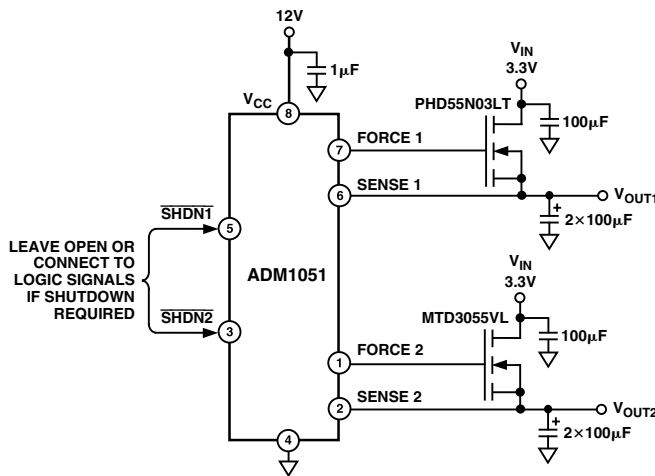 12V
1µF
VCC
8
VIN
3.3V
PHD55N03LT
100µF
7
FORCE 1
6
SENSE 1
VOUT1
+
2×100µF
SHDN1
5
LEAVE OPEN OR
CONNECT TO
LOGIC SIGNALS
IF SHUTDOWN
REQUIRED
ADM1051
SHDN2
3
VIN
3.3V
MTD3055VL
100µF
1
FORCE 2
2
SENSE 2
VOUT2
+
2×100µF
4